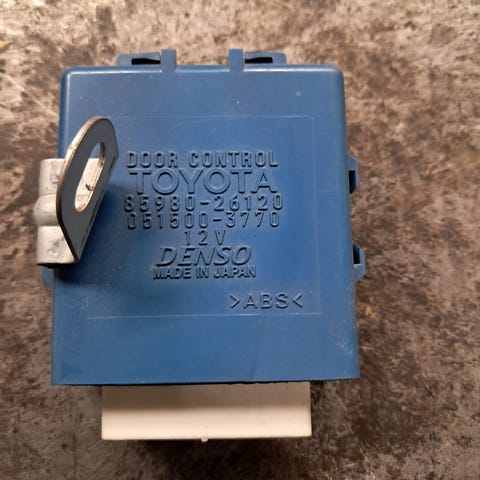 DOOR CONTROL
TOYOTA
85980-26120
051500-3770
12V
DENSO
MADE IN JAPAN
>ABS<